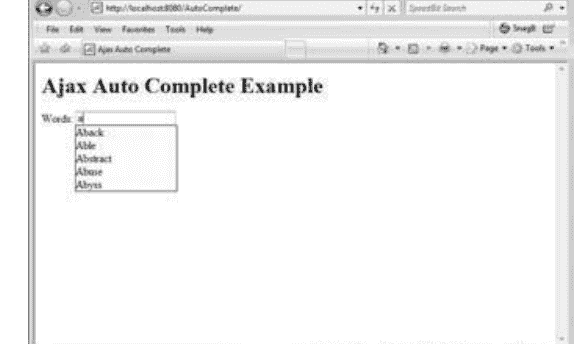 http://localhost:8080/AutoComplete/
File Edit View Favorites Tools Help
SnagIt
Ajax Auto Complete
Page Tools
Ajax Auto Complete Example
Words: a
Aback
Able
Abstract
Abuse
Abyss